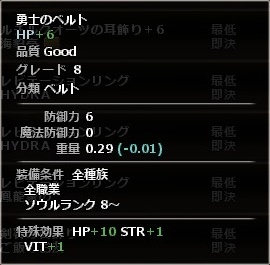 勇士のベルト
HP+6
品質 Good
グレード 8
分類 ベルト
防御力 6
魔法防御力 0
重量 0.29 (-0.01)
装備条件 全種族
全職業
ソウルランク 8～
特殊効果 HP+10 STR+1
VIT+1